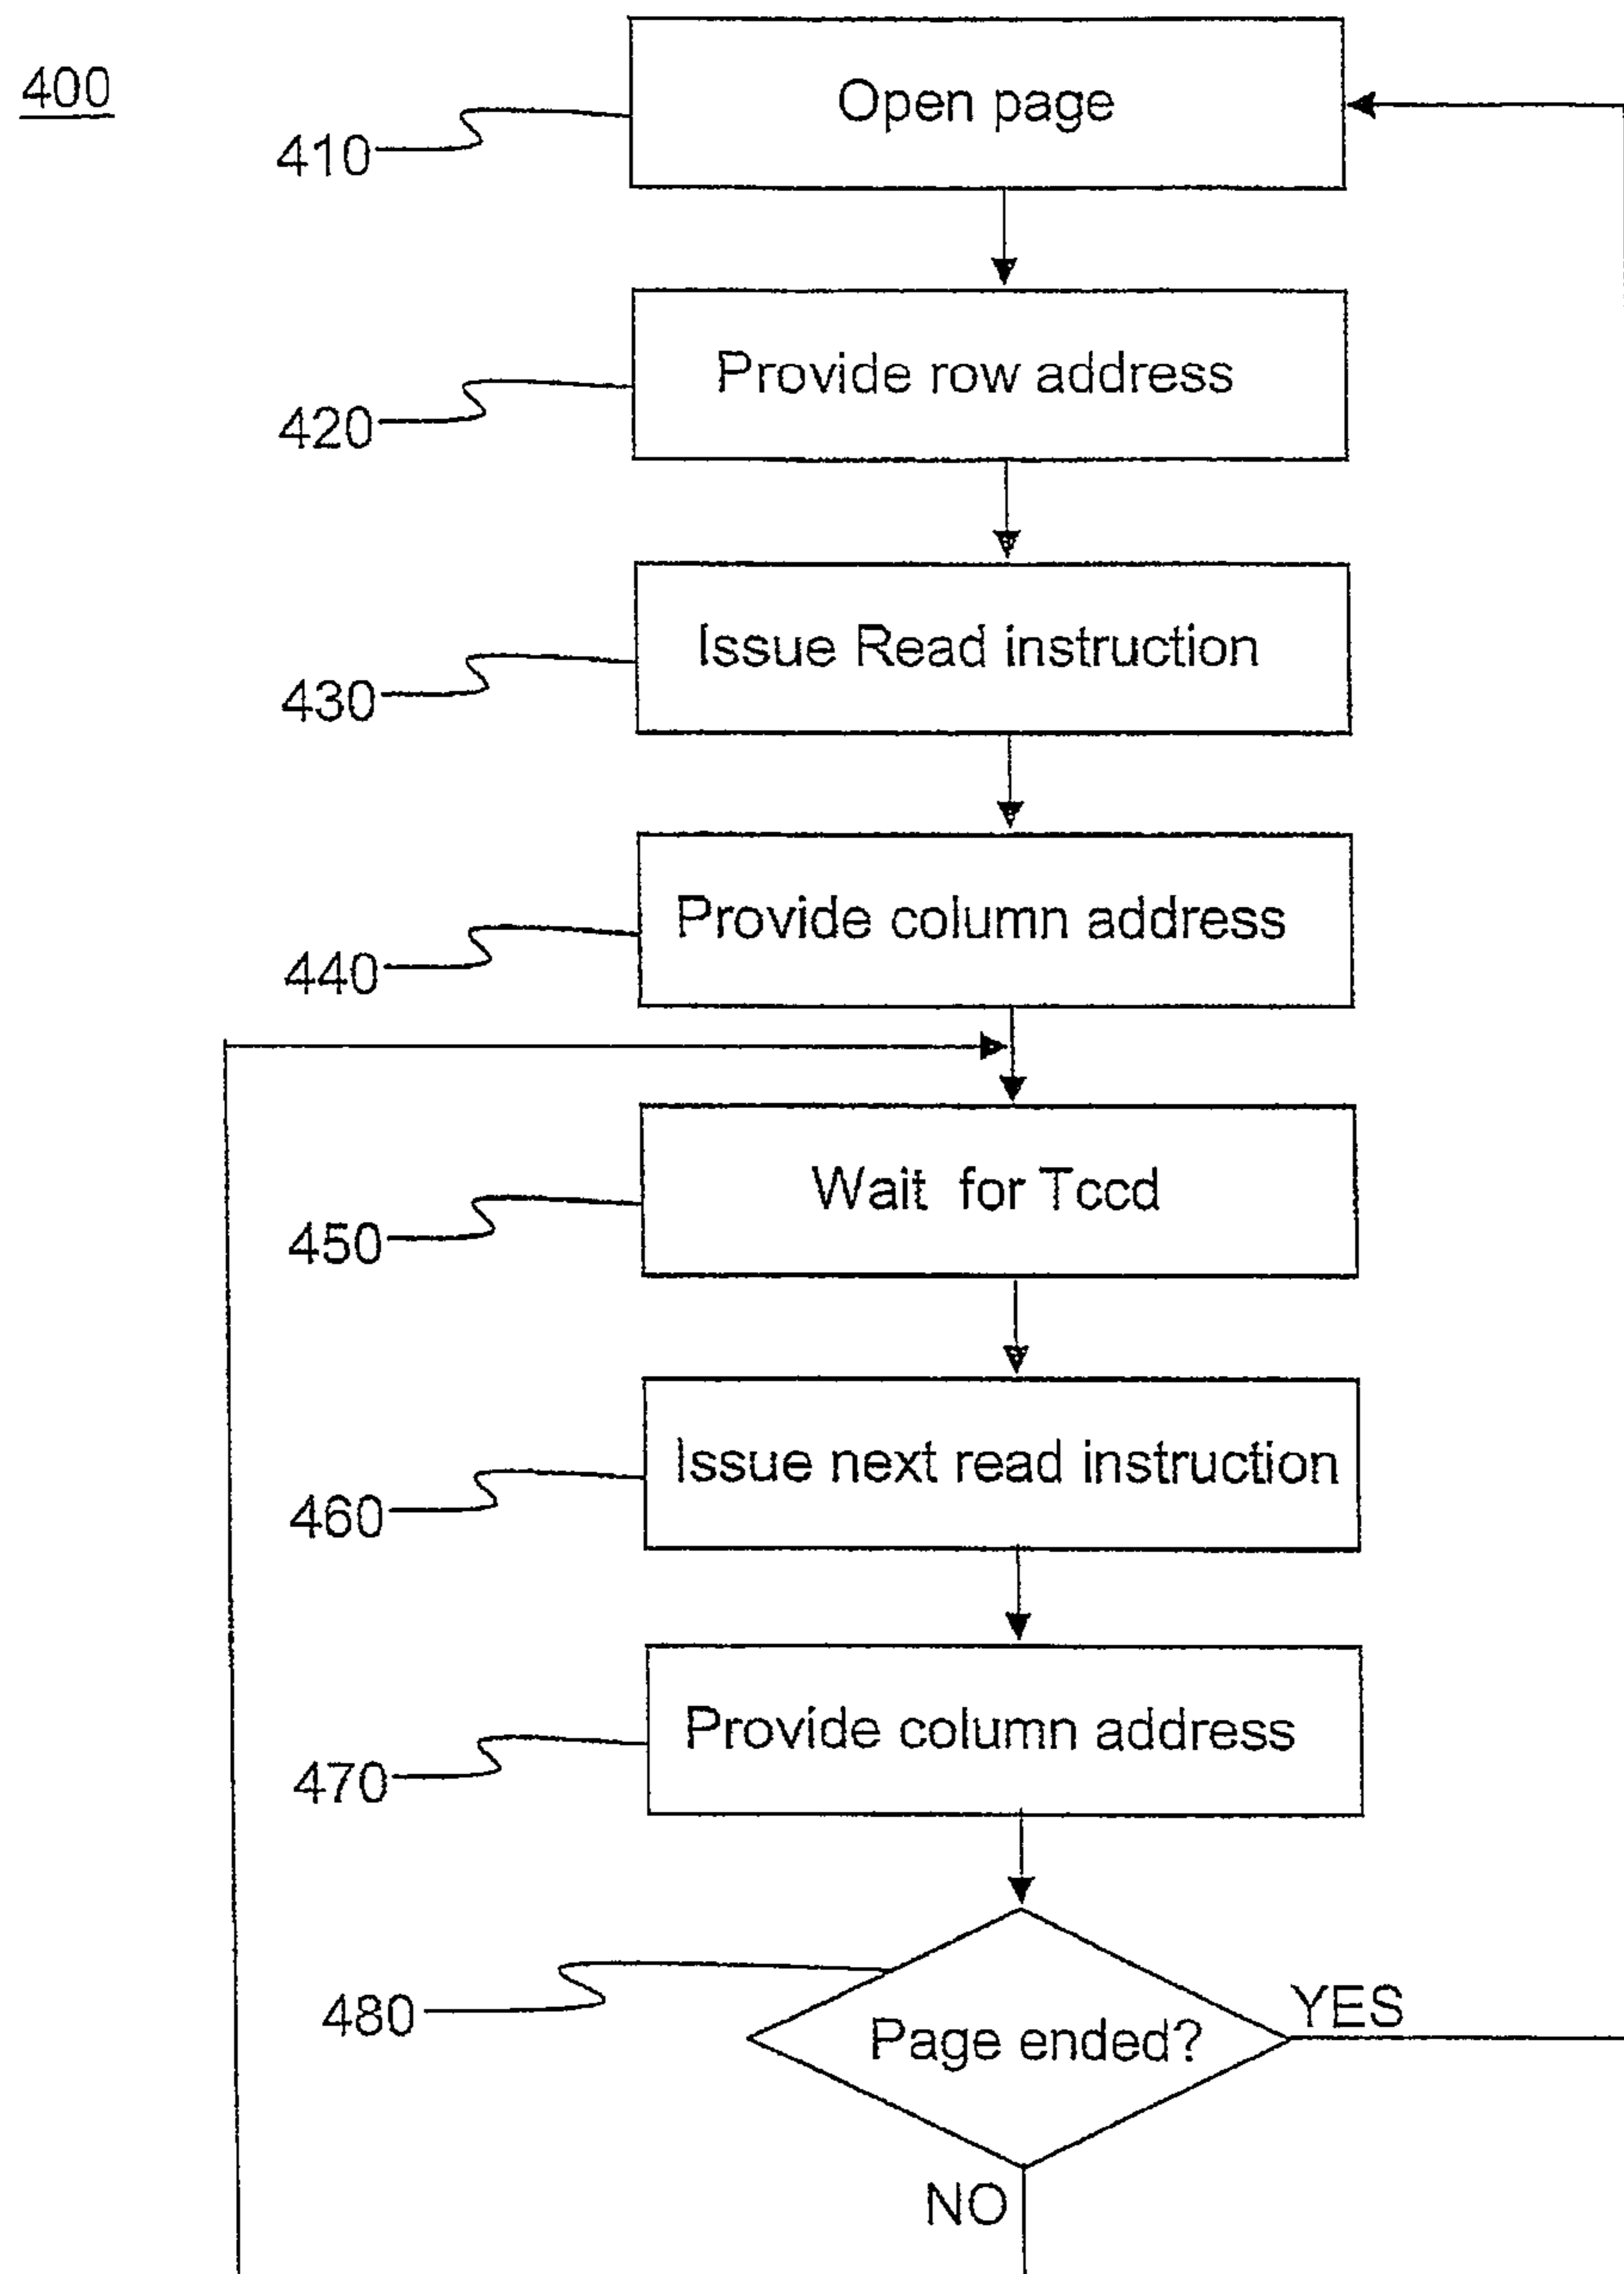 400
Open page
410
Provide row address
420
Issue Read instruction
430
Provide column address
440
Wait for Tccd
450
Issue next read instruction
460
Provide column address
470
480
Page ended?
YES
NO